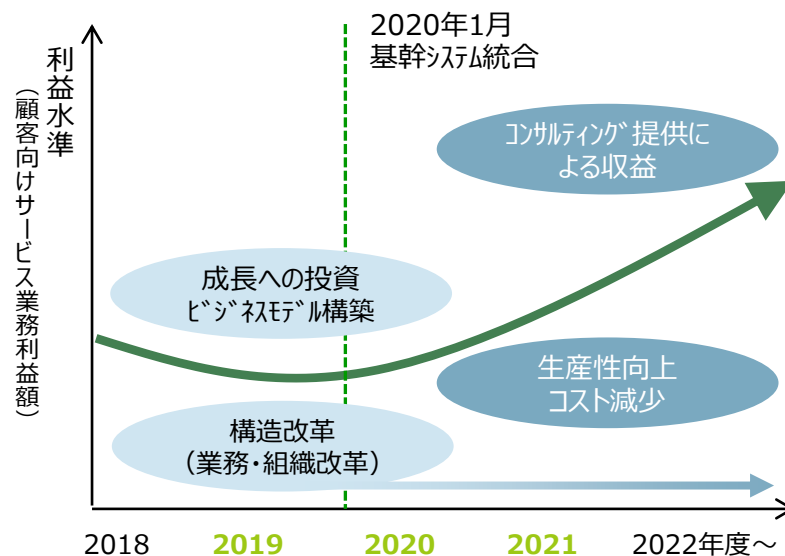 2020年1月
基幹ｼｽﾃﾑ統合
利益水準
（顧客向けサービス業務利益額）
ｺﾝｻﾙﾃｨﾝｸﾞ提供に
よる収益
成長への投資
ﾋﾞｼﾞﾈｽﾓﾃﾞﾙ構築
生産性向上
コスト減少
構造改革
（業務・組織改革）
2018 2019 2020 2021 2022年度～